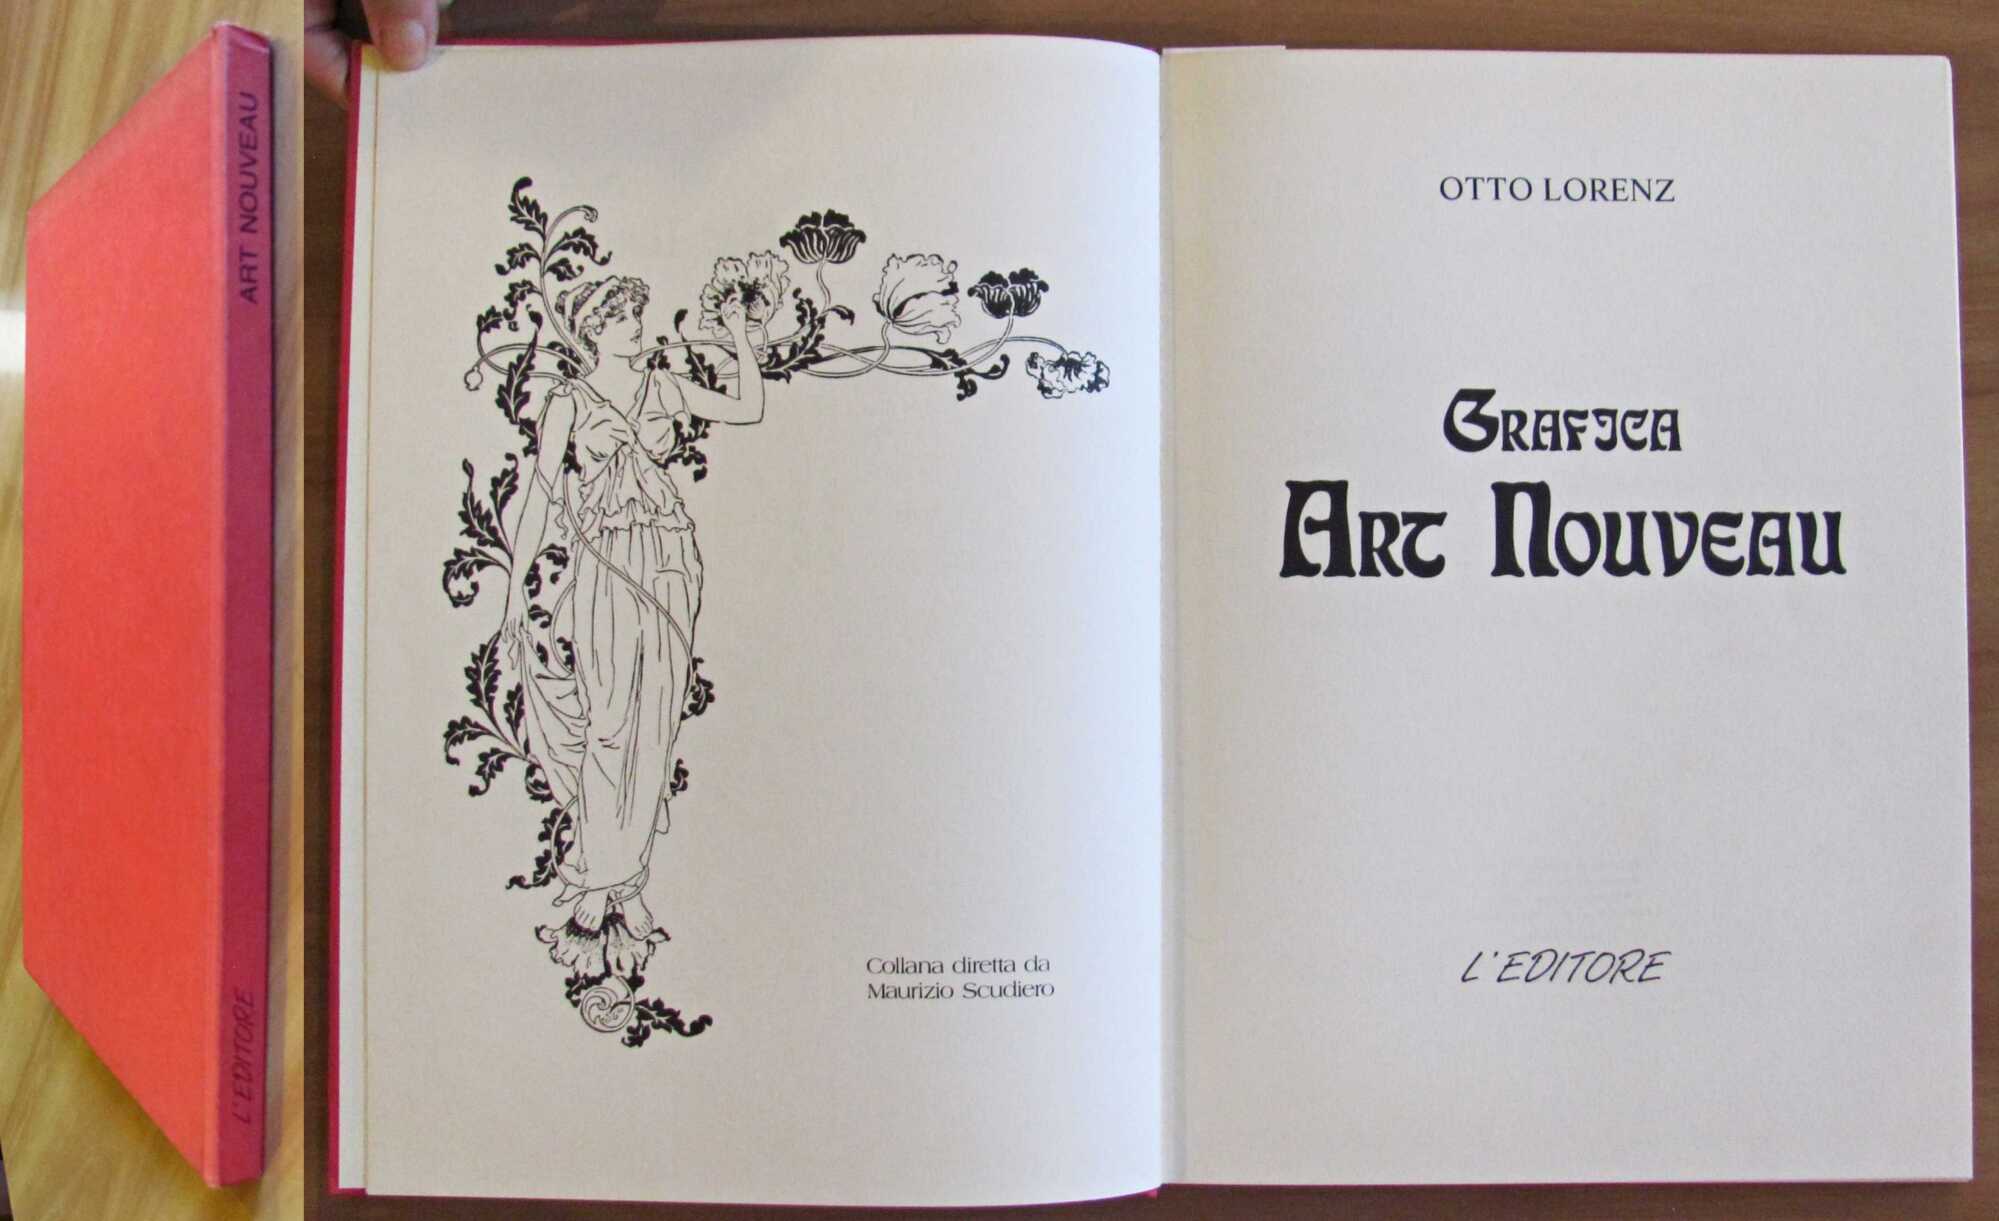 ART NOUVEAU
L'EDITORE
Collana diretta da
Maurizio Scudiero
OTTO LORENZ
GRAFICA
ART NOUVEAU
L'EDITORE